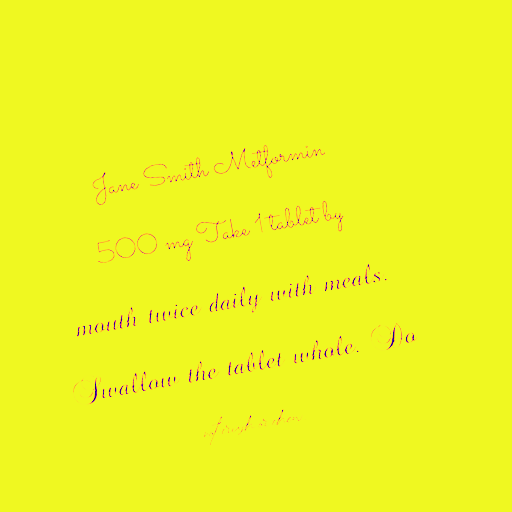 Jane Smith Metformin
500 mg Take 1 tablet by
mouth twice daily with meals.
Swallow the tablet whole. Do